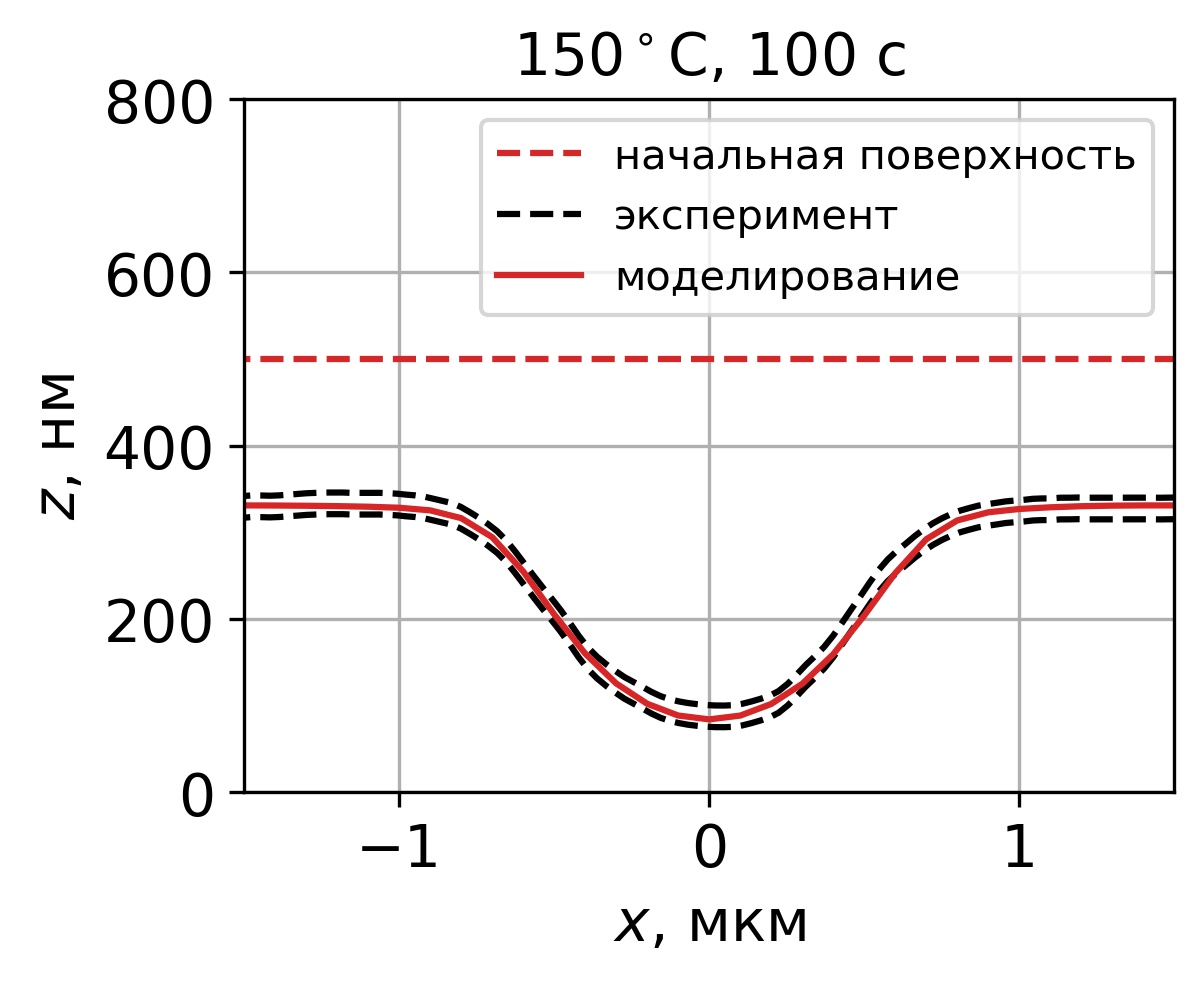 150°C, 100 с
800
600
400
200
0
z, нм
начальная поверхность
эксперимент
моделирование
−1
0
1
x, мкм